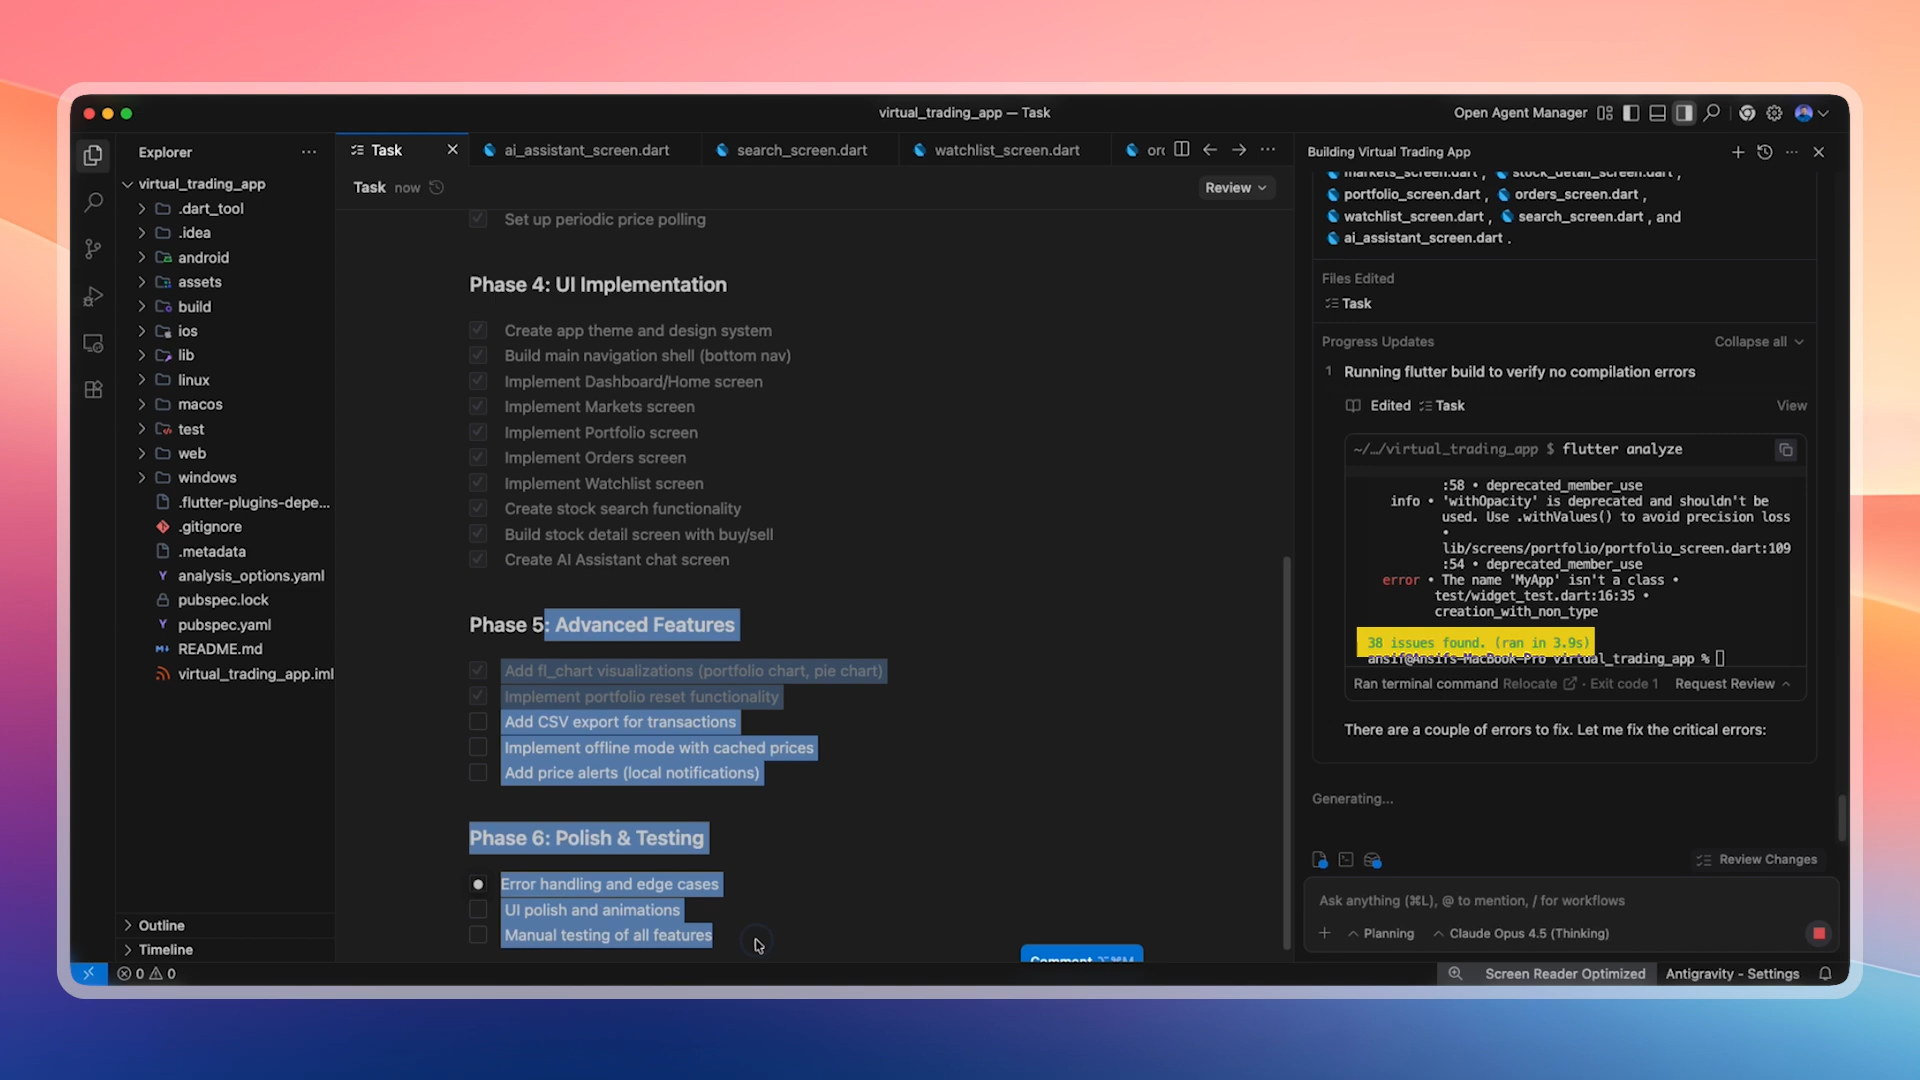 virtual_trading_app — Task
Open Agent Manager
Explorer
virtual_trading_app
.dart_tool
.idea
android
assets
build
ios
lib
linux
macos
test
web
windows
.flutter-plugins-depe...
.gitignore
.metadata
analysis_options.yaml
pubspec.lock
pubspec.yaml
README.md
virtual_trading_app.iml
Outline
Timeline
Task
ai_assistant_screen.dart
search_screen.dart
watchlist_screen.dart
Task now
Review
Set up periodic price polling
Phase 4: UI Implementation
Create app theme and design system
Build main navigation shell (bottom nav)
Implement Dashboard/Home screen
Implement Markets screen
Implement Portfolio screen
Implement Orders screen
Implement Watchlist screen
Create stock search functionality
Build stock detail screen with buy/sell
Create AI Assistant chat screen
Phase 5: Advanced Features
Add fl_chart visualizations (portfolio chart, pie chart)
Implement portfolio reset functionality
Add CSV export for transactions
Implement offline mode with cached prices
Add price alerts (local notifications)
Phase 6: Polish & Testing
Error handling and edge cases
UI polish and animations
Manual testing of all features
Comment ⌥⌘M
Building Virtual Trading App
markets_screen.dart , stock_detail_screen.dart ,
portfolio_screen.dart , orders_screen.dart ,
watchlist_screen.dart , search_screen.dart , and
ai_assistant_screen.dart .
Files Edited
Task
Progress Updates
Collapse all
1 Running flutter build to verify no compilation errors
Edited Task
View
~/.../virtual_trading_app $ flutter analyze
:58 • deprecated_member_use
info • 'withOpacity' is deprecated and shouldn't be
used. Use .withValues() to avoid precision loss
•
lib/screens/portfolio/portfolio_screen.dart:109
:54 • deprecated_member_use
error • The name 'MyApp' isn't a class •
test/widget_test.dart:16:35 •
creation_with_non_type
38 issues found. (ran in 3.9s)
ansif@Ansifs-MacBook-Pro virtual_trading_app %
Ran terminal command Relocate · Exit code 1 Request Review
There are a couple of errors to fix. Let me fix the critical errors:
Generating...
Review Changes
Ask anything (⌘L), @ to mention, / for workflows
Planning
Claude Opus 4.5 (Thinking)
0 0
Screen Reader Optimized
Antigravity - Settings